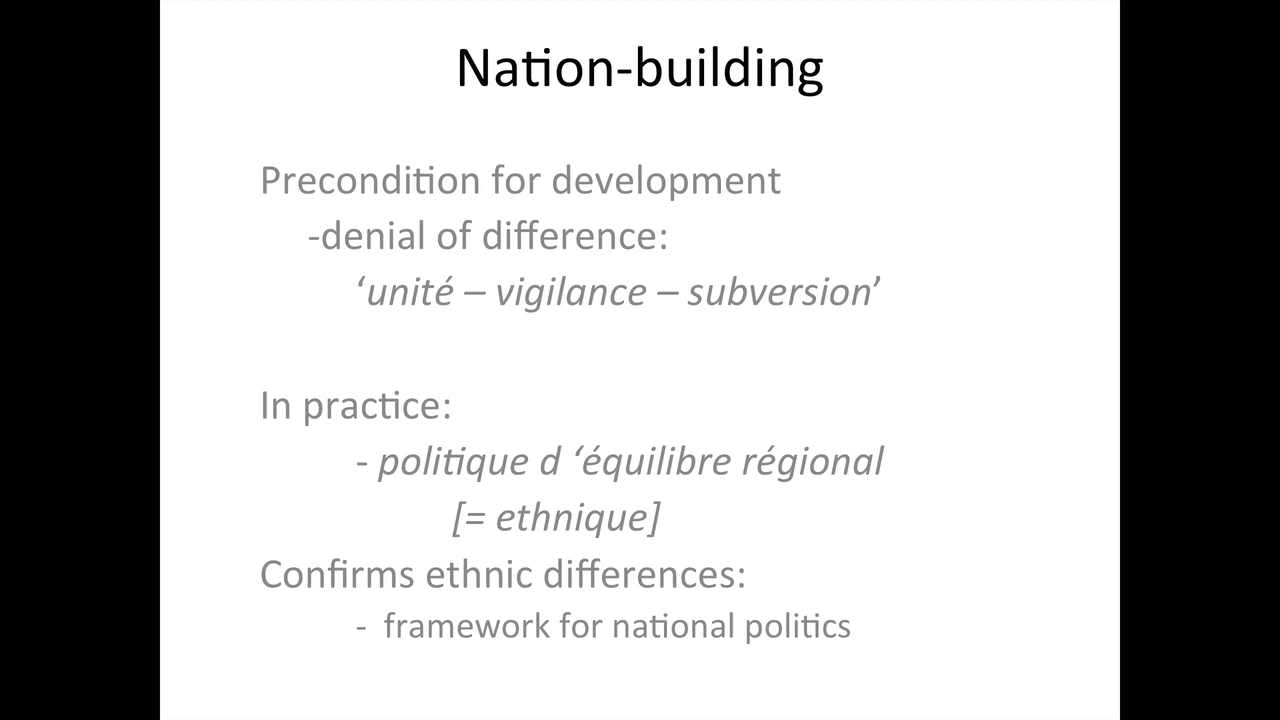 Nation-building
Precondition for development
-denial of difference:
‘unité – vigilance – subversion’
In practice:
- politique d ‘équilibre régional
[= ethnique]
Confirms ethnic differences:
- framework for national politics